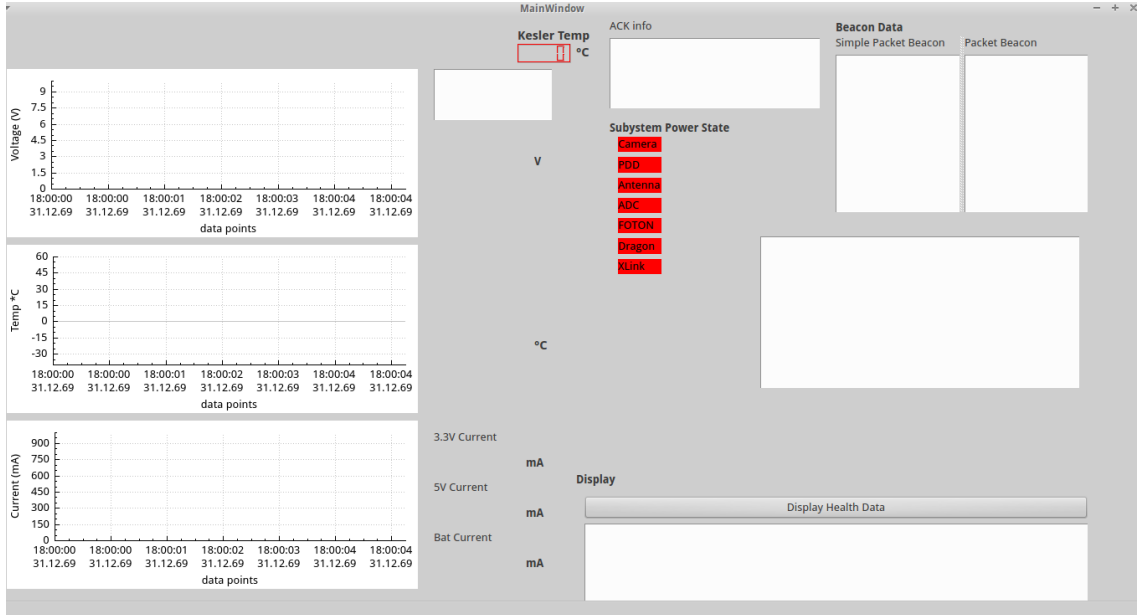 MainWindow
Kesler Temp
0 °C
ACK info
Beacon Data
Simple Packet Beacon Packet Beacon
Subystem Power State
Camera
PDD
Antenna
ADC
FOTON
Dragon
XLink
Voltage (V)
9
7.5
6
4.5
3
1.5
0
18:00:00 18:00:00 18:00:01 18:00:02 18:00:03 18:00:04 18:00:04
31.12.69 31.12.69 31.12.69 31.12.69 31.12.69 31.12.69 31.12.69
data points
V
Temp *C
60
45
30
15
0
-15
-30
18:00:00 18:00:00 18:00:01 18:00:02 18:00:03 18:00:04 18:00:04
31.12.69 31.12.69 31.12.69 31.12.69 31.12.69 31.12.69 31.12.69
data points
°C
Current (mA)
900
750
600
450
300
150
0
18:00:00 18:00:00 18:00:01 18:00:02 18:00:03 18:00:04 18:00:04
31.12.69 31.12.69 31.12.69 31.12.69 31.12.69 31.12.69 31.12.69
data points
3.3V Current
mA
5V Current
mA
Bat Current
mA
Display
Display Health Data